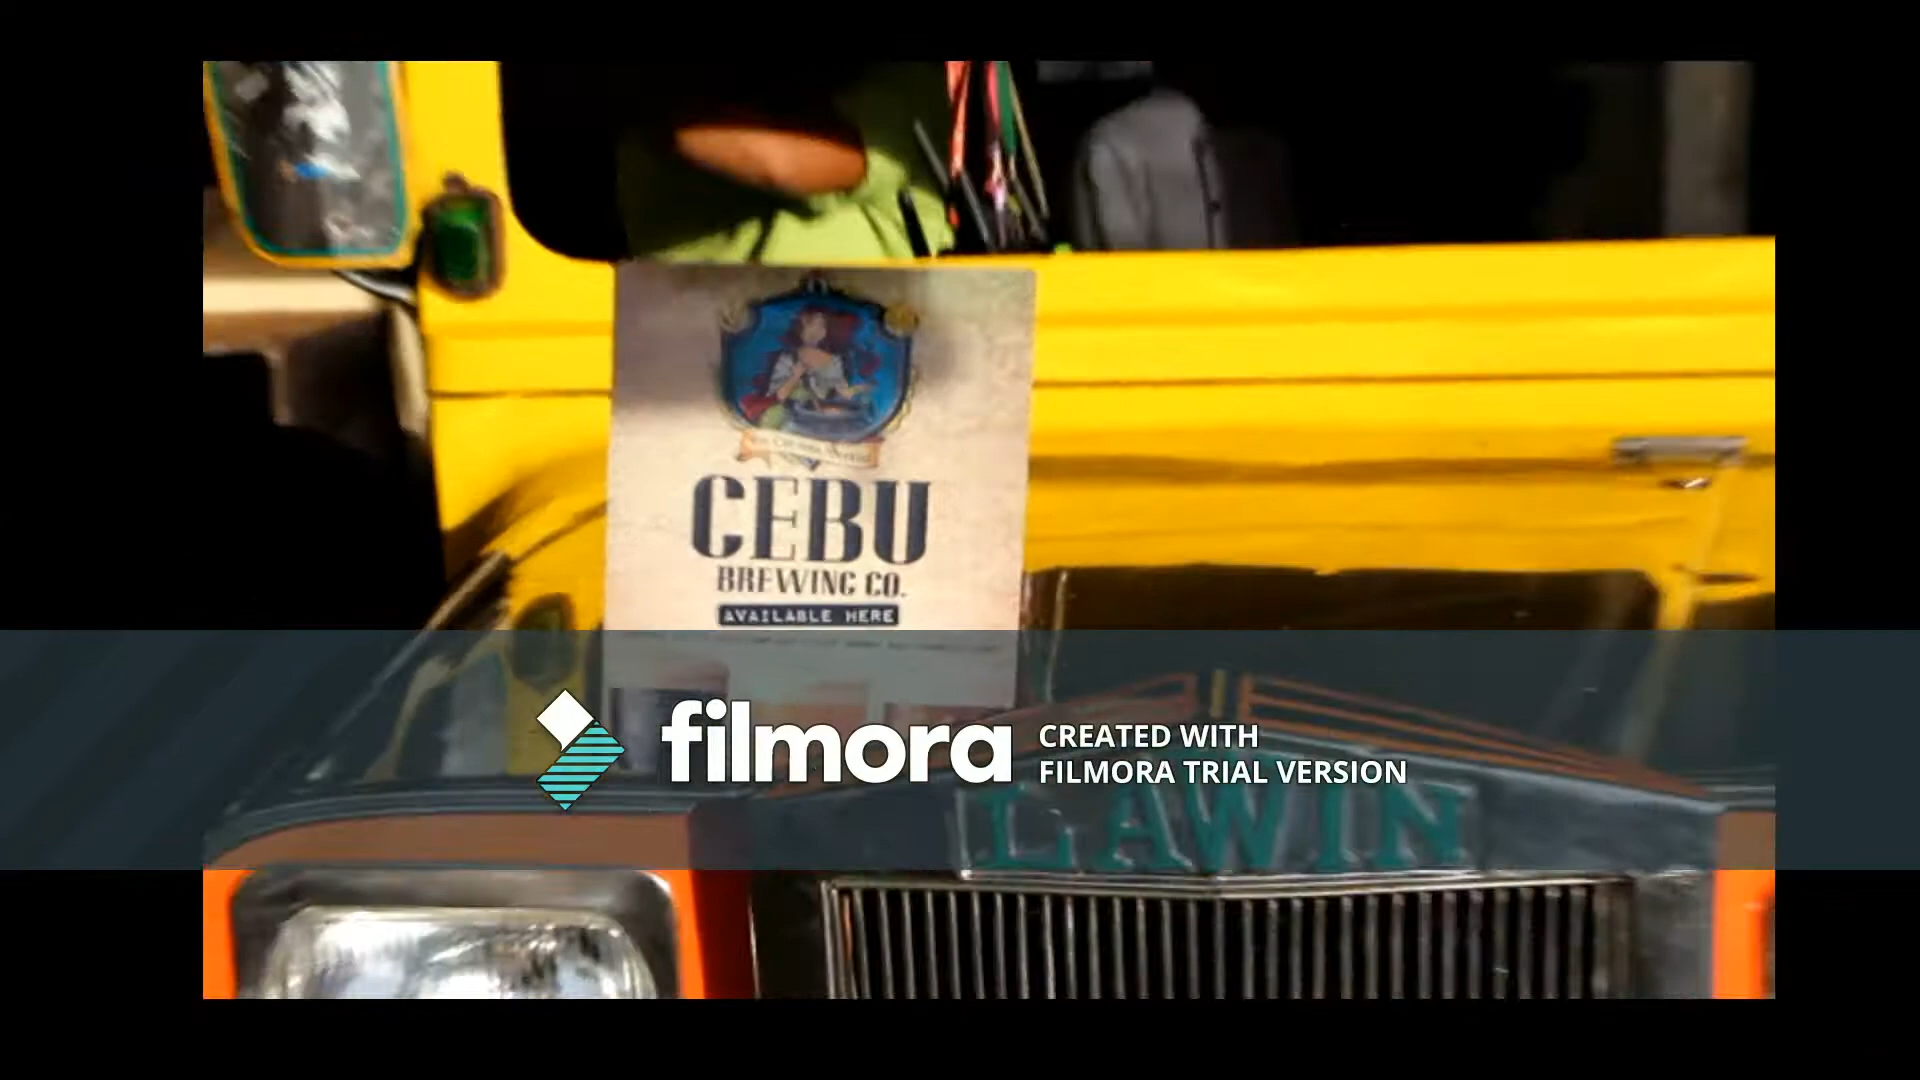 CEBU
BREWING CO.
AVAILABLE HERE
filmora
CREATED WITH
FILMORA TRIAL VERSION
LAWIN